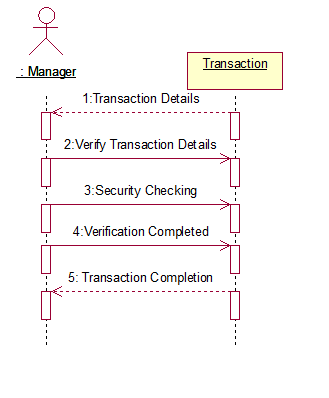 : Manager
Transaction
1:Transaction Details
2:Verify Transaction Details
3:Security Checking
4:Verification Completed
5: Transaction Completion